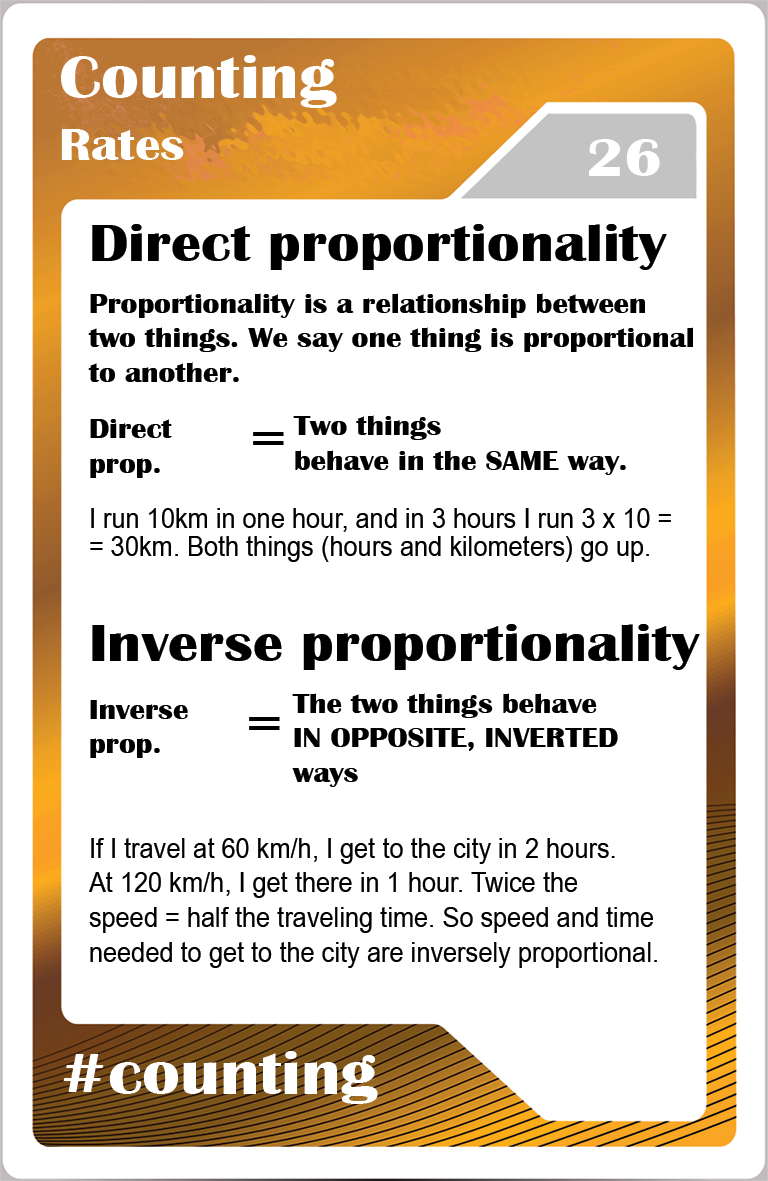 Counting
Rates
26
Direct proportionality
Proportionality is a relationship between
two things. We say one thing is proportional
to another.
Direct
prop.
=
Two things
behave in the SAME way.
I run 10km in one hour, and in 3 hours I run 3 x 10 =
= 30km. Both things (hours and kilometers) go up.
Inverse proportionality
Inverse
prop.
=
The two things behave
IN OPPOSITE, INVERTED
ways
If I travel at 60 km/h, I get to the city in 2 hours.
At 120 km/h, I get there in 1 hour. Twice the
speed = half the traveling time. So speed and time
needed to get to the city are inversely proportional.
#counting